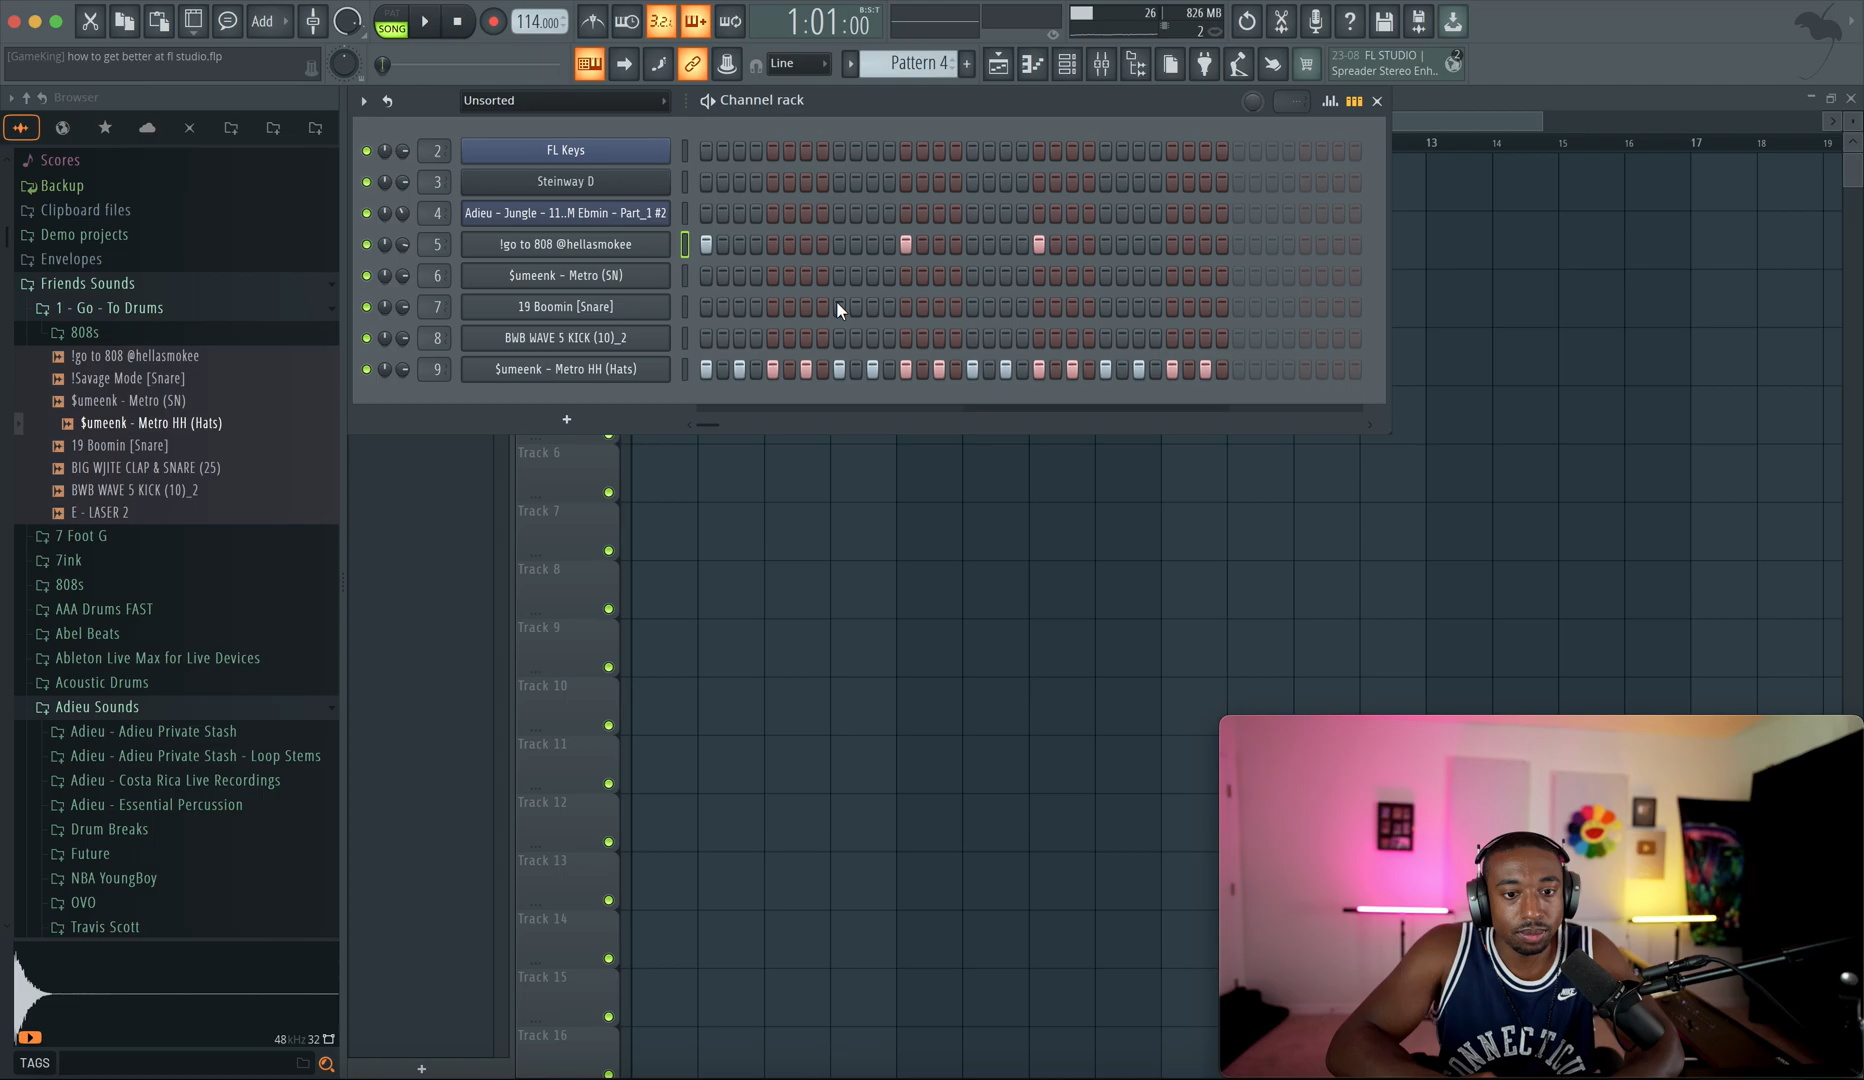 PAT
SONG
114.000
3.2.
1:01:00
B:S:T
26
826 MB
2
Add
[GameKing] how to get better at fl studio.flp
Line
Pattern 4
23-08 FL STUDIO |
Spreader Stereo Enh..
Browser
Unsorted
Channel rack
Scores
Backup
Clipboard files
Demo projects
Envelopes
Friends Sounds
1 - Go - To Drums
808s
!go to 808 @hellasmokee
!Savage Mode [Snare]
$umeenk - Metro (SN)
$umeenk - Metro HH (Hats)
19 Boomin [Snare]
BIG WJITE CLAP & SNARE (25)
BWB WAVE 5 KICK (10)_2
E - LASER 2
7 Foot G
7ink
808s
AAA Drums FAST
Abel Beats
Ableton Live Max for Live Devices
Acoustic Drums
Adieu Sounds
Adieu - Adieu Private Stash
Adieu - Adieu Private Stash - Loop Stems
Adieu - Costa Rica Live Recordings
Adieu - Essential Percussion
Drum Breaks
Future
NBA YoungBoy
OVO
Travis Scott
48kHz 32
TAGS
2 FL Keys
3 Steinway D
4 Adieu - Jungle - 11..M Ebmin - Part_1 #2
5 !go to 808 @hellasmokee
6 $umeenk - Metro (SN)
7 19 Boomin [Snare]
8 BWB WAVE 5 KICK (10)_2
9 $umeenk - Metro HH (Hats)
13 14 15 16 17 18 19
Track 6
Track 7
Track 8
Track 9
Track 10
Track 11
Track 12
Track 13
Track 14
Track 15
Track 16
CONNECTICU